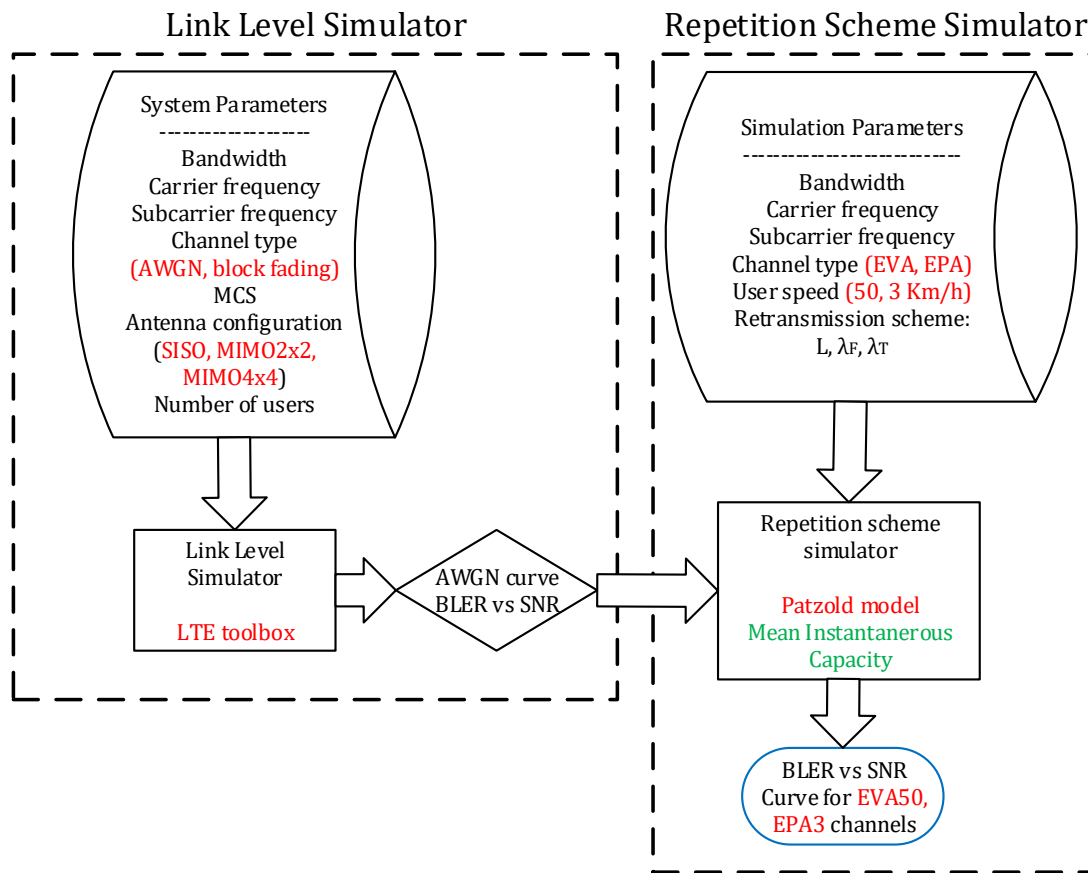 Link Level Simulator
System Parameters
-------------------
Bandwidth
Carrier frequency
Subcarrier frequency
Channel type
(AWGN, block fading)
MCS
Antenna configuration
(SISO, MIMO2x2,
MIMO4x4)
Number of users
Link Level
Simulator
LTE toolbox
AWGN curve
BLER vs SNR
Repetition Scheme Simulator
Simulation Parameters
-----------------------------
Bandwidth
Carrier frequency
Subcarrier frequency
Channel type (EVA, EPA)
User speed (50, 3 Km/h)
Retransmission scheme:
L, λF, λT
Repetition scheme
simulator
Patzold model
Mean Instantanerous
Capacity
BLER vs SNR
Curve for EVA50,
EPA3 channels